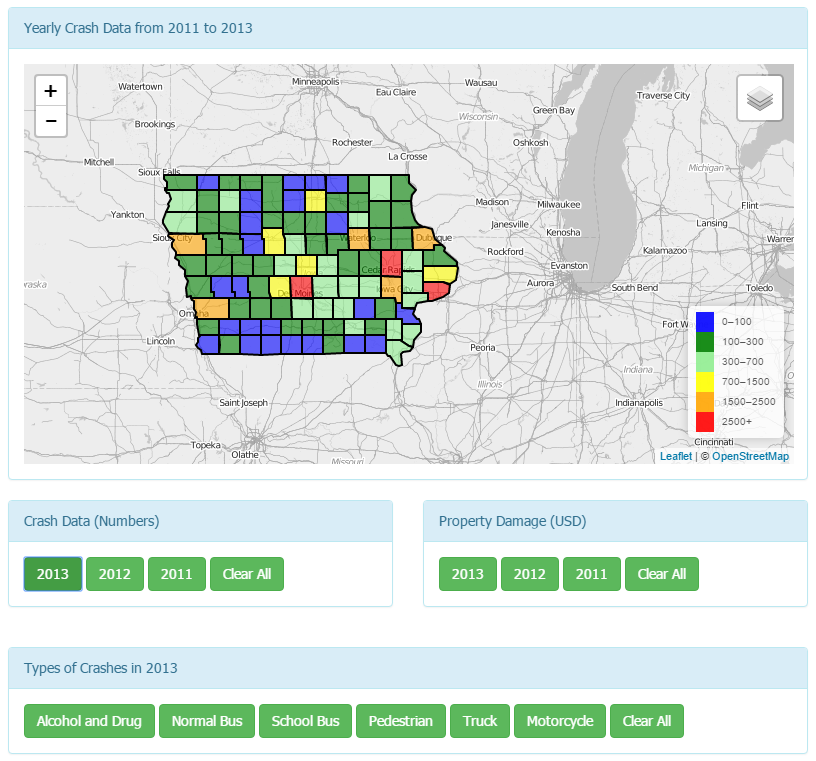 Yearly Crash Data from 2011 to 2013
+
−
Minneapolis
Watertown
Eau Claire
Wausau
Green Bay
Traverse City
Brookings
Wisconsin
Rochester
Oshkosh
La Crosse
Mitchell
Sioux Falls
Michigan
Yankton
Madison
Milwaukee
Flint
Janesville
Lansing
Sioux City
Waterloo
Dubuque
Kenosha
Warren
Rockford
Kalamazoo
Evanston
Cedar Rapids
Aurora
South Bend
Toledo
Des Moines
Iowa City
Omaha
Fort W
Lincoln
Peoria
Indiana
Illinois
Saint Joseph
Indianapolis
Topeka
Olathe
Missouri
Cincinnati
0–100
100–300
300–700
700–1500
1500–2500
2500+
Leaflet | © OpenStreetMap
Crash Data (Numbers)
2013 2012 2011 Clear All
Property Damage (USD)
2013 2012 2011 Clear All
Types of Crashes in 2013
Alcohol and Drug Normal Bus School Bus Pedestrian Truck Motorcycle Clear All